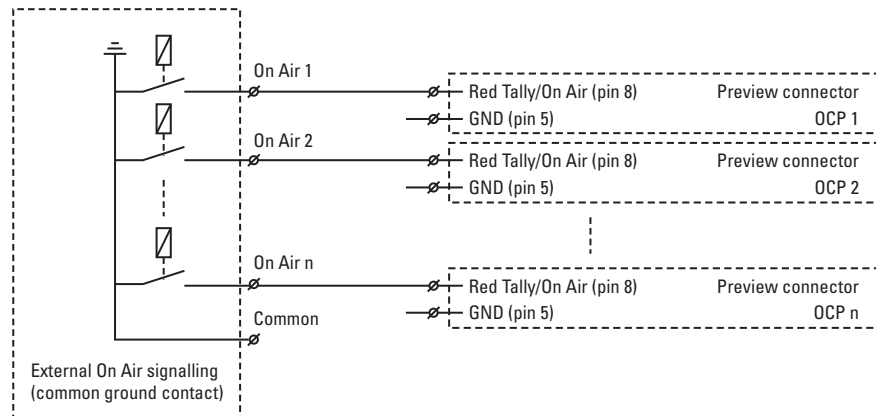 On Air 1
Red Tally/On Air (pin 8) Preview connector
GND (pin 5) OCP 1
On Air 2
Red Tally/On Air (pin 8) Preview connector
GND (pin 5) OCP 2
On Air n
Red Tally/On Air (pin 8) Preview connector
GND (pin 5) OCP n
Common
External On Air signalling
(common ground contact)